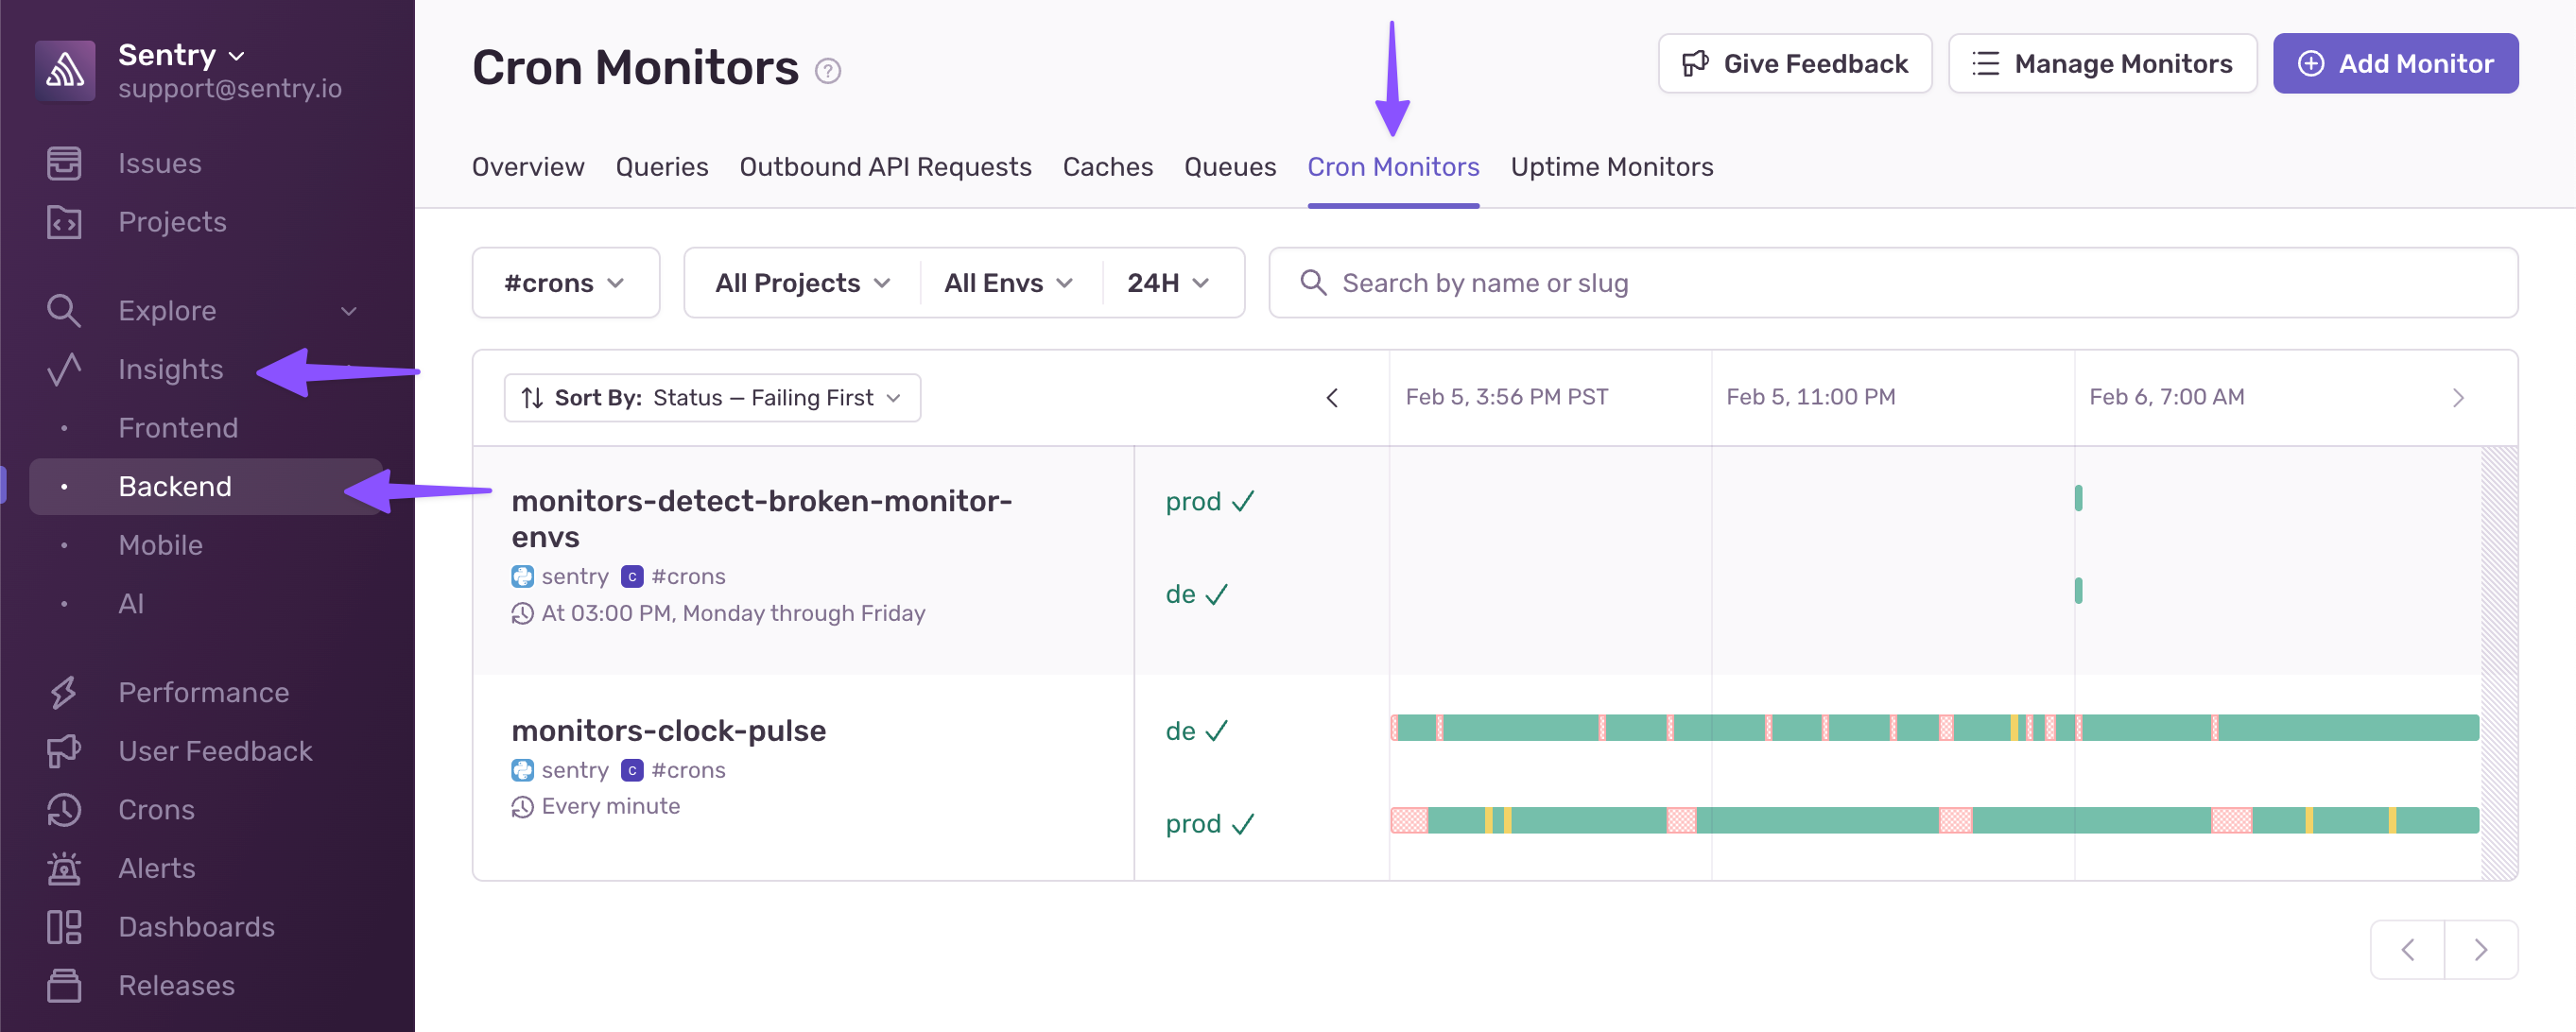 Sentry
support@sentry.io
Issues
Projects
Explore
Insights
Frontend
Backend
Mobile
AI
Performance
User Feedback
Crons
Alerts
Dashboards
Releases
Cron Monitors ?
Give Feedback
Manage Monitors
Add Monitor
Overview Queries Outbound API Requests Caches Queues Cron Monitors Uptime Monitors
#crons
All Projects
All Envs
24H
Search by name or slug
Sort By: Status – Failing First
Feb 5, 3:56 PM PST
Feb 5, 11:00 PM
Feb 6, 7:00 AM
monitors-detect-broken-monitor-
envs
sentry C #crons
At 03:00 PM, Monday through Friday
prod
de
monitors-clock-pulse
sentry C #crons
Every minute
de
prod